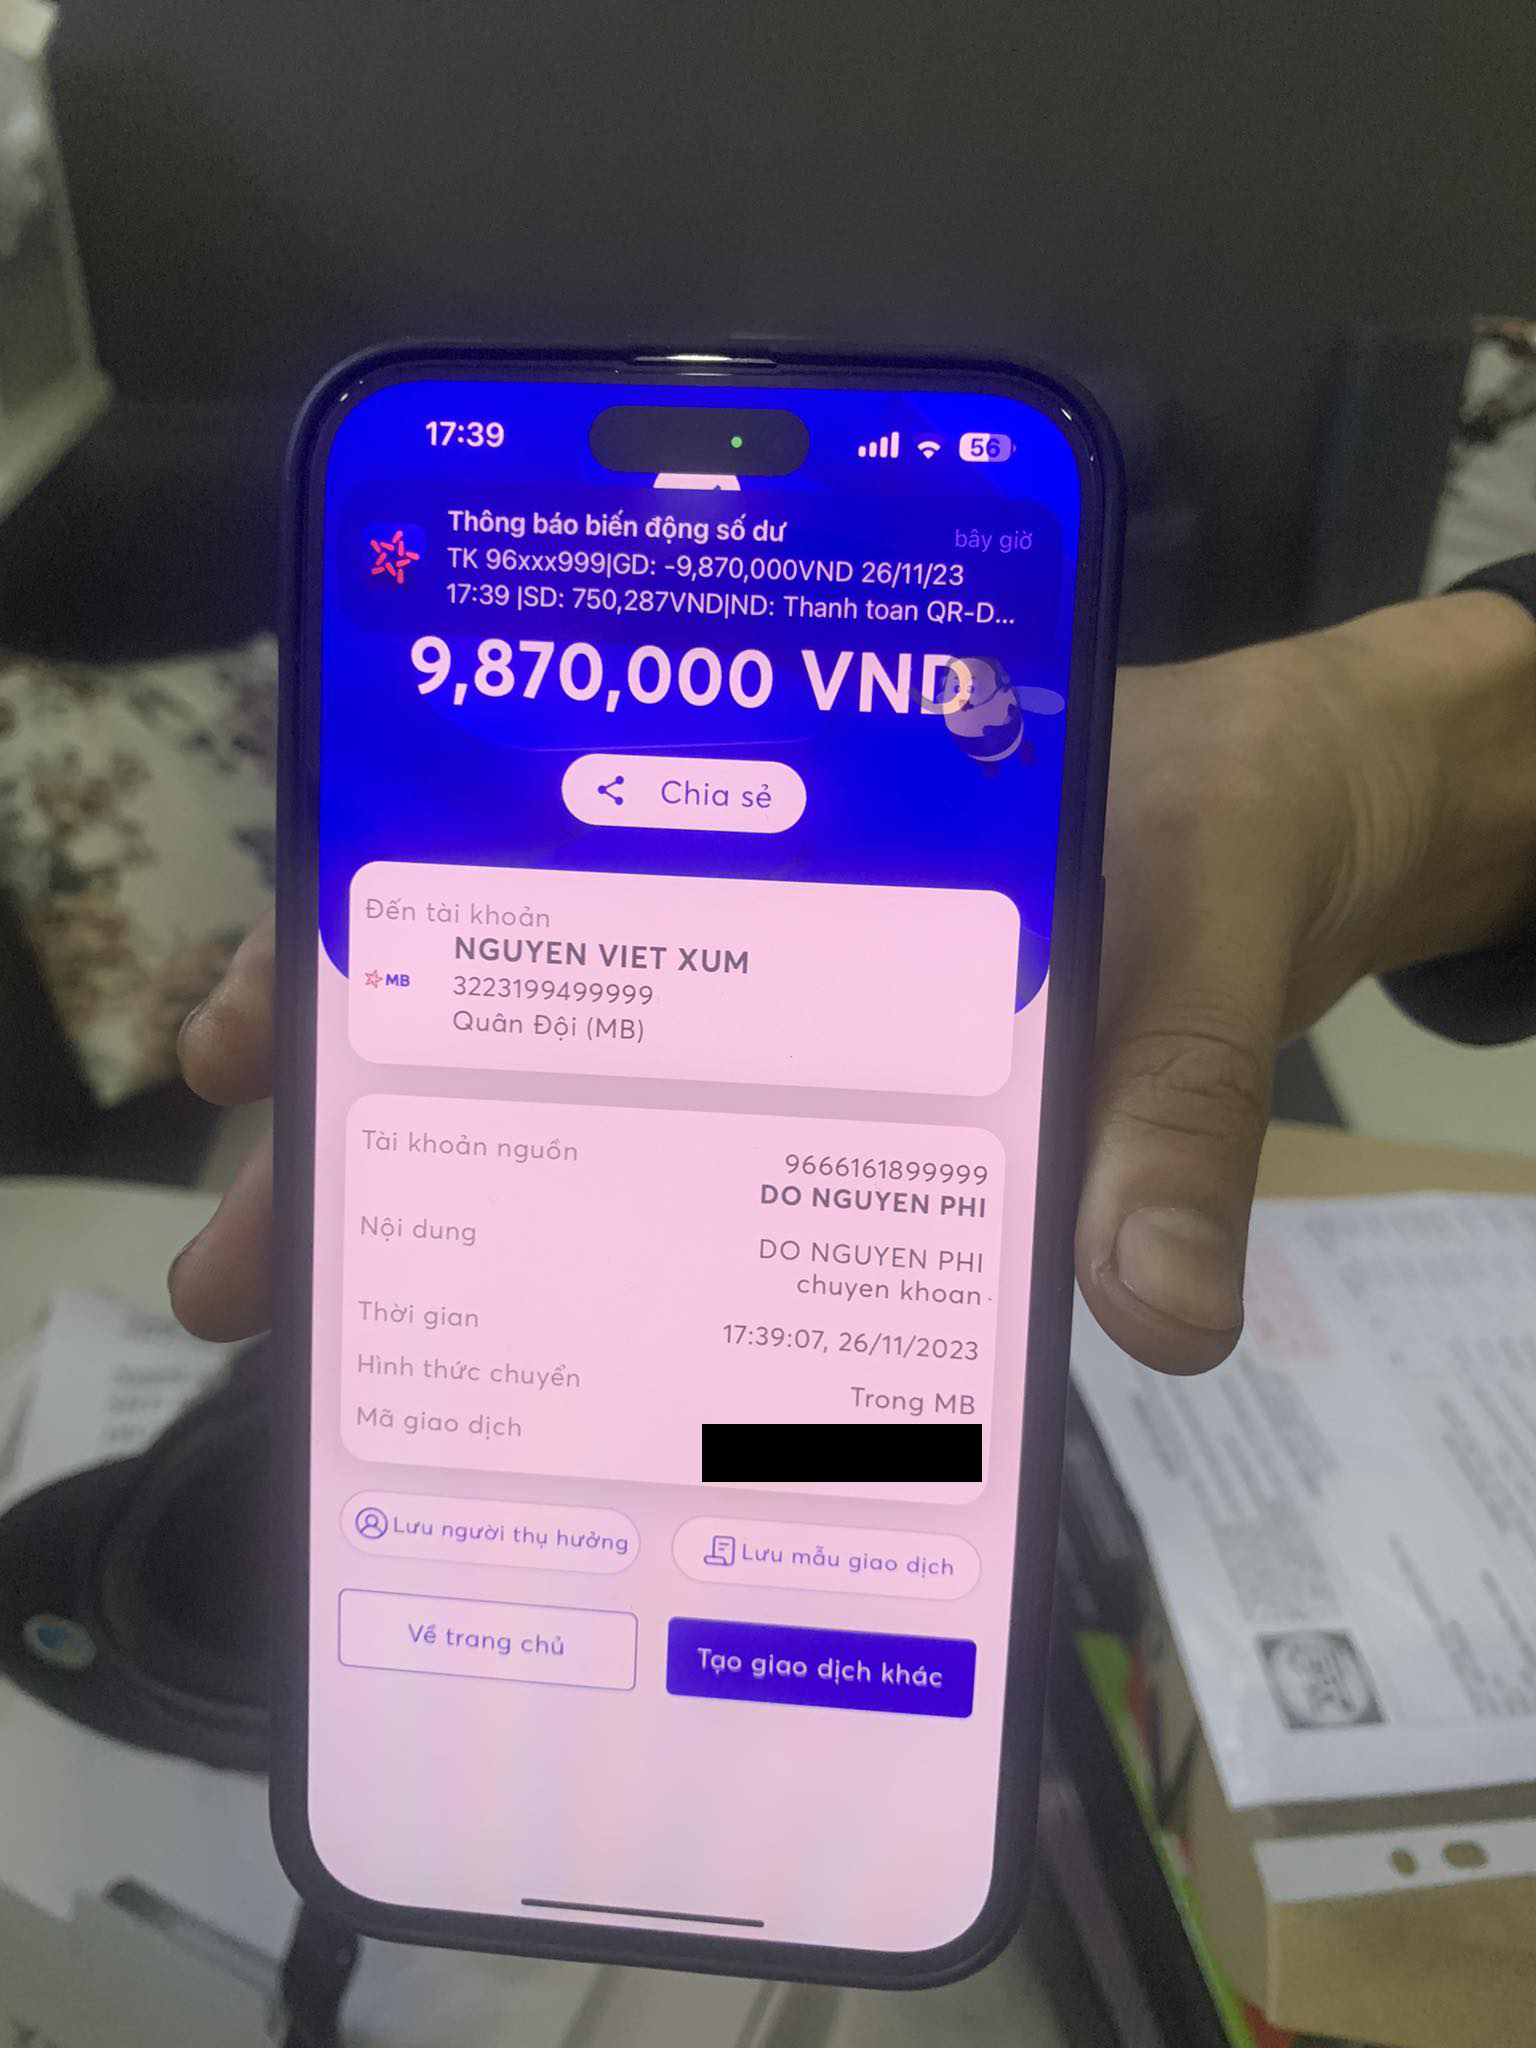 17:39
56
Thông báo biến động số dư
bây giờ
TK 96xxx999|GD: -9,870,000VND 26/11/23
17:39 |SD: 750,287VND|ND: Thanh toan QR-D...
9,870,000 VND
Chia sẻ
Đến tài khoản
NGUYEN VIET XUM
MB
3223199499999
Quân Đội (MB)
Tài khoản nguồn
9666161899999
DO NGUYEN PHI
Nội dung
DO NGUYEN PHI
chuyen khoan
Thời gian
17:39:07, 26/11/2023
Hình thức chuyển
Trong MB
Mã giao dịch
Lưu người thụ hưởng
Lưu mẫu giao dịch
Về trang chủ
Tạo giao dịch khác